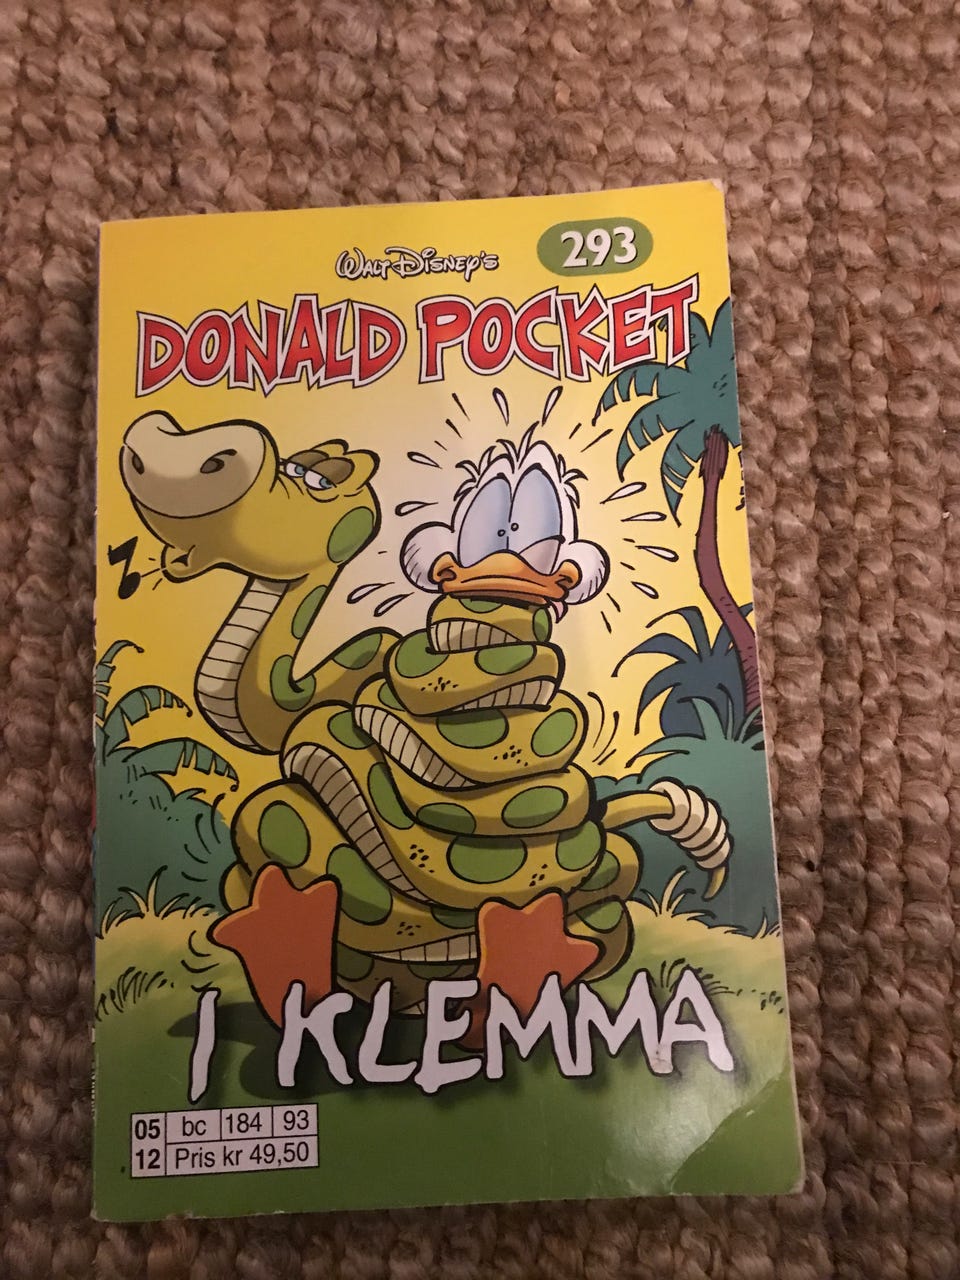 WALT DISNEY'S
293
DONALD POCKET
I KLEMMA
05 bc 184 93
12 Pris kr 49,50